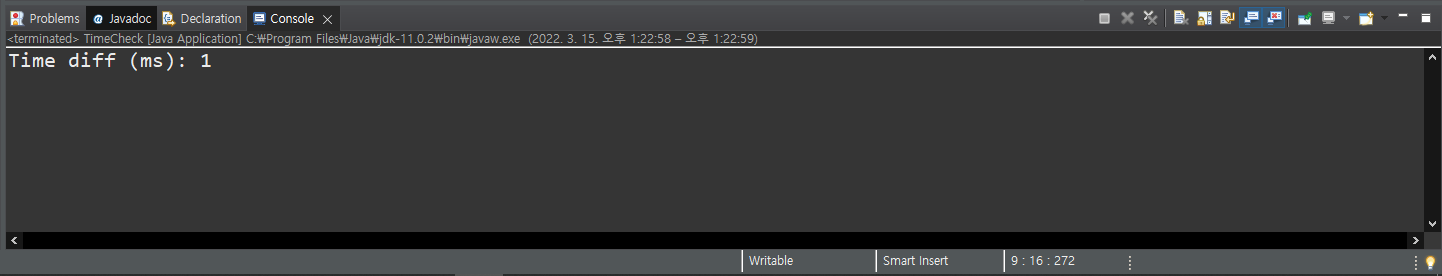 Problems Javadoc Declaration Console
<terminated> TimeCheck [Java Application] C:₩Program Files₩Java₩jdk-11.0.2₩bin₩javaw.exe (2022. 3. 15. 오후 1:22:58 – 오후 1:22:59)
Time diff (ms): 1
Writable Smart Insert 9 : 16 : 272